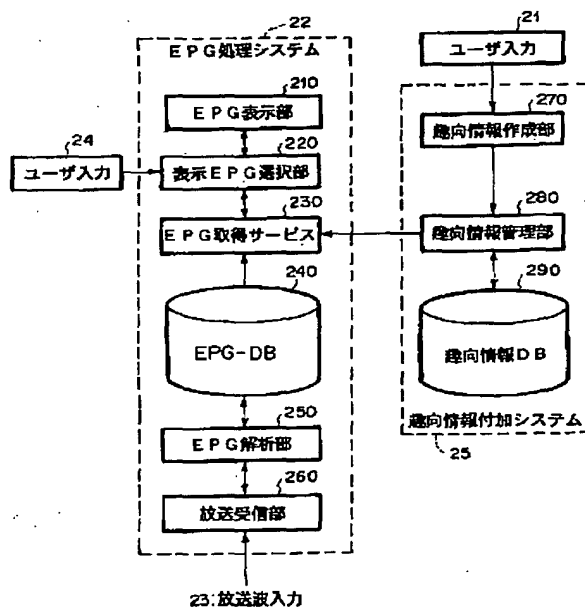 22
EPG処理システム
210
EPG表示部
24
ユーザ入力
220
表示EPG選択部
230
EPG取得サービス
240
EPG-DB
250
EPG解析部
260
放送受信部
23:放送波入力
21
ユーザ入力
270
趣向情報作成部
280
趣向情報管理部
290
趣向情報DB
趣向情報付加システム
25